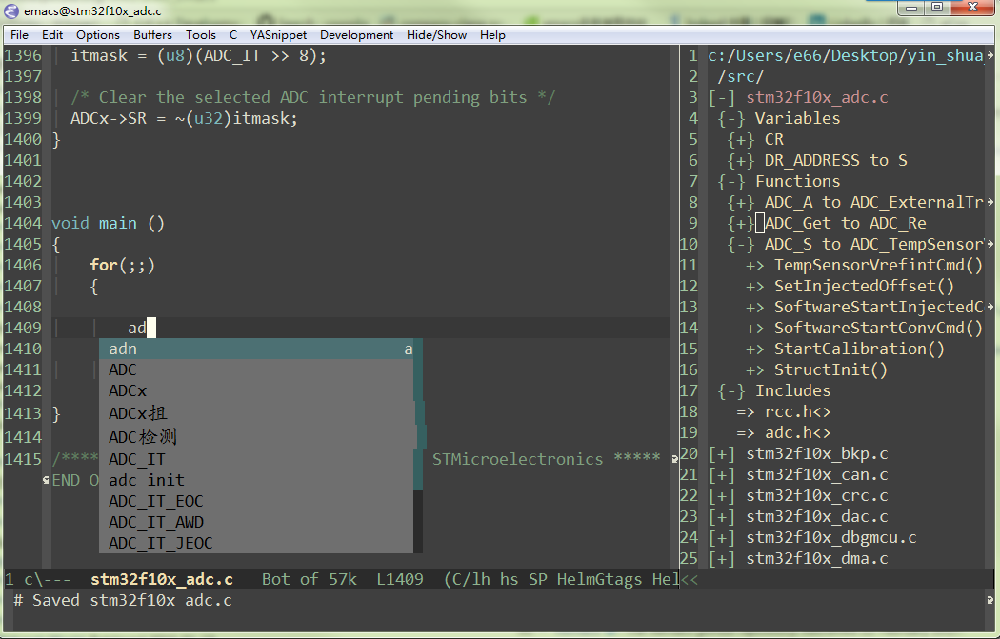 emacs@stm32f10x_adc.c
File Edit Options Buffers Tools C YASnippet Development Hide/Show Help
1396 itmask = (u8)(ADC_IT >> 8);
1397
1398 /* Clear the selected ADC interrupt pending bits */
1399 ADCx->SR = ~(u32)itmask;
1400 }
1401
1402
1403
1404 void main ()
1405 {
1406 for(;;)
1407 {
1408
1409 ad
1410 adn a
1411 ADC
1412 ADCx
ADCx扭
1413 }
1414 ADC检测
1415 /**** ADC_IT STMicroelectronics *****
END O adc_init
ADC_IT_EOC
ADC_IT_AWD
ADC_IT_JEOC
1 c:/Users/e66/Desktop/yin_shua
2 /src/
3 [-] stm32f10x_adc.c
4 {-} Variables
5 {+} CR
6 {+} DR_ADDRESS to S
7 {-} Functions
8 {+} ADC_A to ADC_ExternalTr
9 {+} ADC_Get to ADC_Re
10 {-} ADC_S to ADC_TempSensor
11 +> TempSensorVrefintCmd()
12 +> SetInjectedOffset()
13 +> SoftwareStartInjectedC
14 +> SoftwareStartConvCmd()
15 +> StartCalibration()
16 +> StructInit()
17 {-} Includes
18 => rcc.h<>
19 => adc.h<>
20 [+] stm32f10x_bkp.c
21 [+] stm32f10x_can.c
22 [+] stm32f10x_crc.c
23 [+] stm32f10x_dac.c
24 [+] stm32f10x_dbgmcu.c
25 [+] stm32f10x_dma.c
1 c\--- stm32f10x_adc.c Bot of 57k L1409 (C/lh hs SP HelmGtags Hel<<
# Saved stm32f10x_adc.c